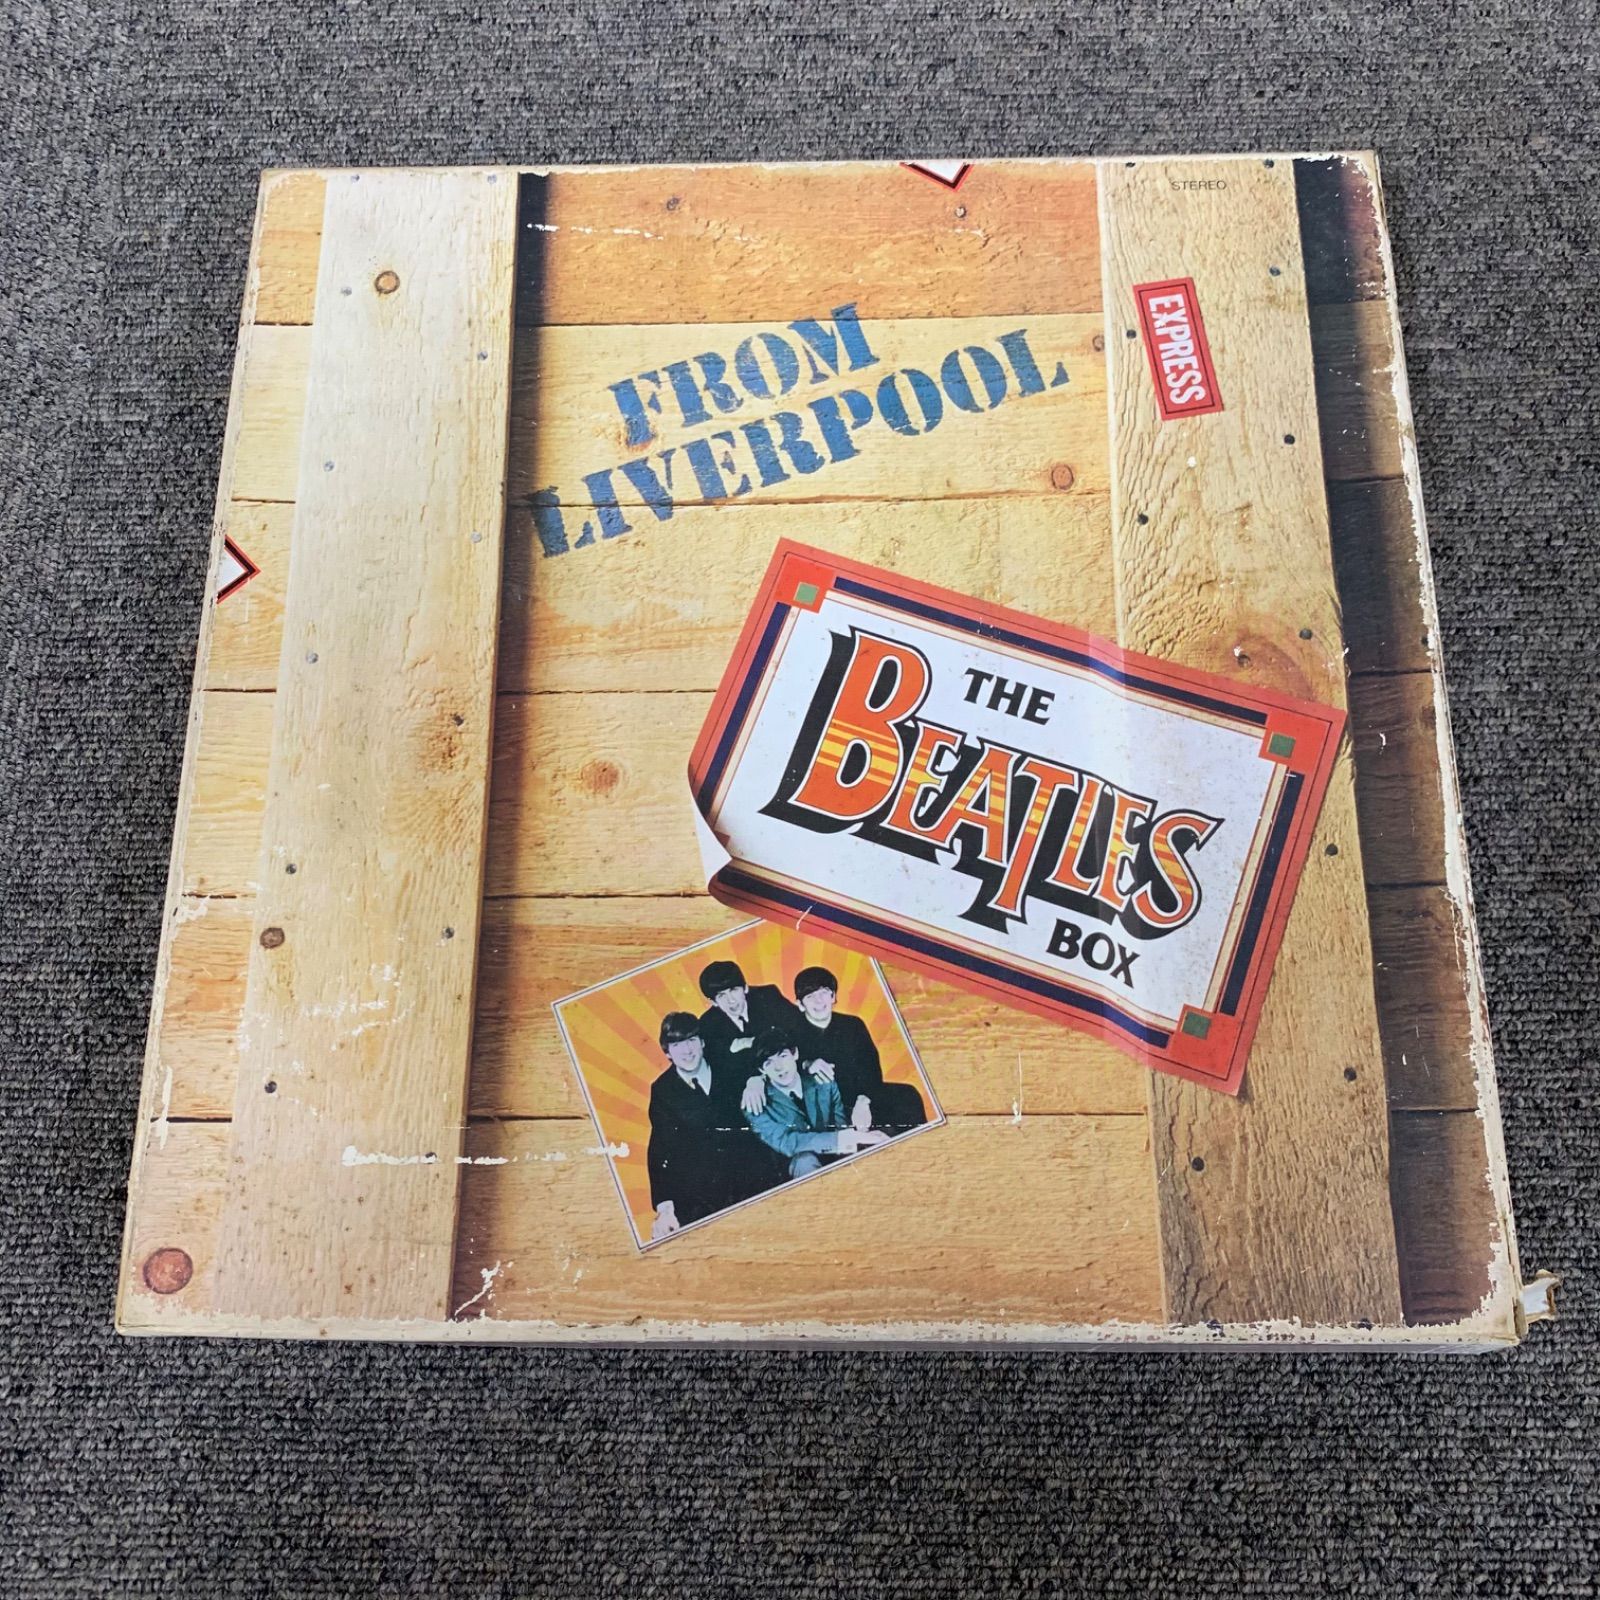 STEREO
EXPRESS
FROM
LIVERPOOL
THE
BEATLES
BOX